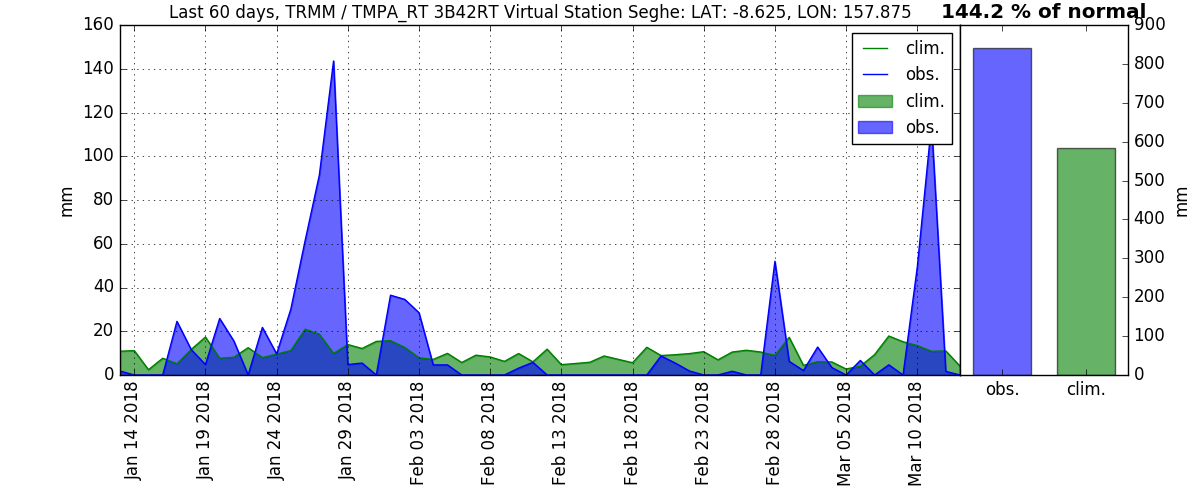 Last 60 days, TRMM / TMPA_RT 3B42RT Virtual Station Seghe: LAT: -8.625, LON: 157.875
144.2 % of normal
160
140
120
100
80
60
40
20
0
mm
clim.
obs.
clim.
obs.
Jan 14 2018
Jan 19 2018
Jan 24 2018
Jan 29 2018
Feb 03 2018
Feb 08 2018
Feb 13 2018
Feb 18 2018
Feb 23 2018
Feb 28 2018
Mar 05 2018
Mar 10 2018
900
800
700
600
500
400
300
200
100
0
mm
obs.
clim.